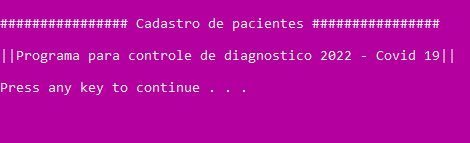 ################ Cadastro de pacientes ################
||Programa para controle de diagnostico 2022 - Covid 19||
Press any key to continue . . .